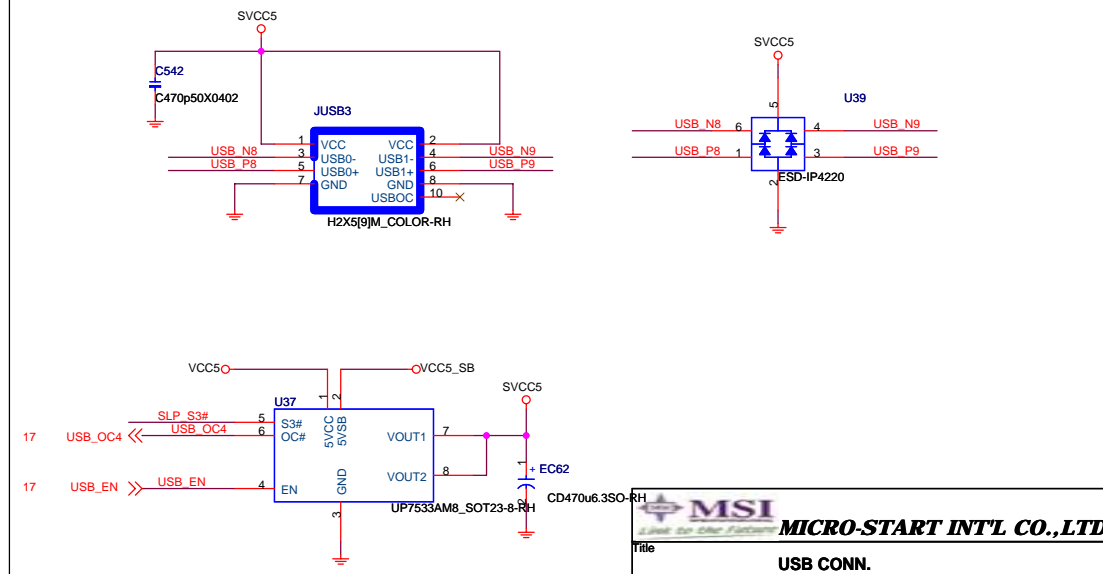 SVCC5
C542
C470p50X0402
JUSB3
1 VCC VCC 2
USB_N8 3 USB0- USB1- 4 USB_N9
USB_P8 5 USB0+ USB1+ 6 USB_P9
7 GND GND 8
USBOC 10
H2X5[9]M_COLOR-RH
SVCC5
5 U39
USB_N8 6 4 USB_N9
USB_P8 1 3 USB_P9
2 ESD-IP4220
VCC5 VCC5_SB
SVCC5
U37 1 2
SLP_S3# 5 S3# 5VCC 5VSB
17 USB_OC4 USB_OC4 6 OC# VOUT1 7
1 + EC62
VOUT2 8
17 USB_EN USB_EN 4 EN GND
2 CD470u6.3SO-RH
3 UP7533AM8_SOT23-8-RH
MSI
Link to the Future
MICRO-START INT'L CO.,LTD
Title
USB CONN.